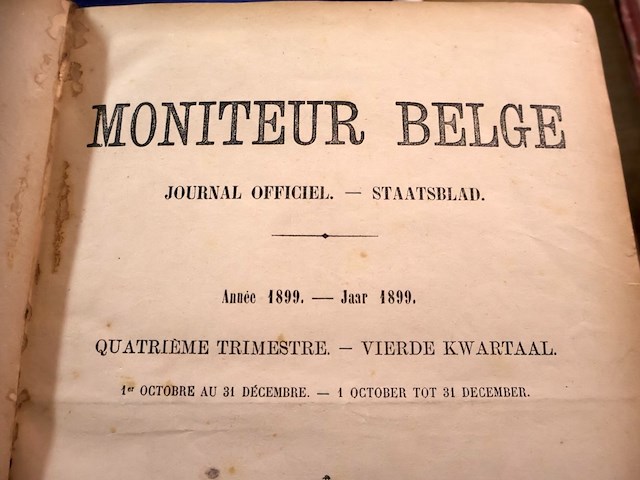 MONITEUR BELGE
JOURNAL OFFICIEL. — STAATSBLAD.
Année 1899. — Jaar 1899.
QUATRIÈME TRIMESTRE. — VIERDE KWARTAAL.
1er OCTOBRE AU 31 DÉCEMBRE. — 1 OCTOBER TOT 31 DECEMBER.